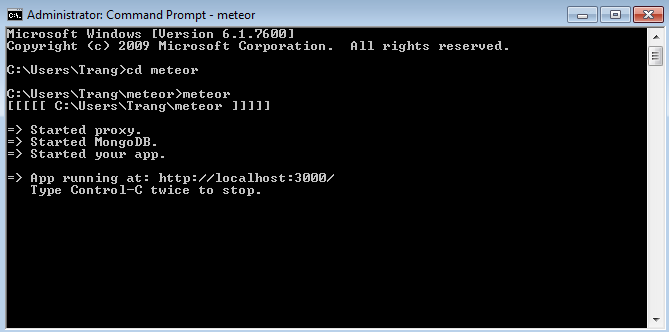 Administrator: Command Prompt - meteor
Microsoft Windows [Version 6.1.7600]
Copyright (c) 2009 Microsoft Corporation.  All rights reserved.
C:\Users\Trang>cd meteor
C:\Users\Trang\meteor>meteor
[[[[[ C:\Users\Trang\meteor ]]]]]
=> Started proxy.
=> Started MongoDB.
=> Started your app.
=> App running at: http://localhost:3000/
   Type Control-C twice to stop.